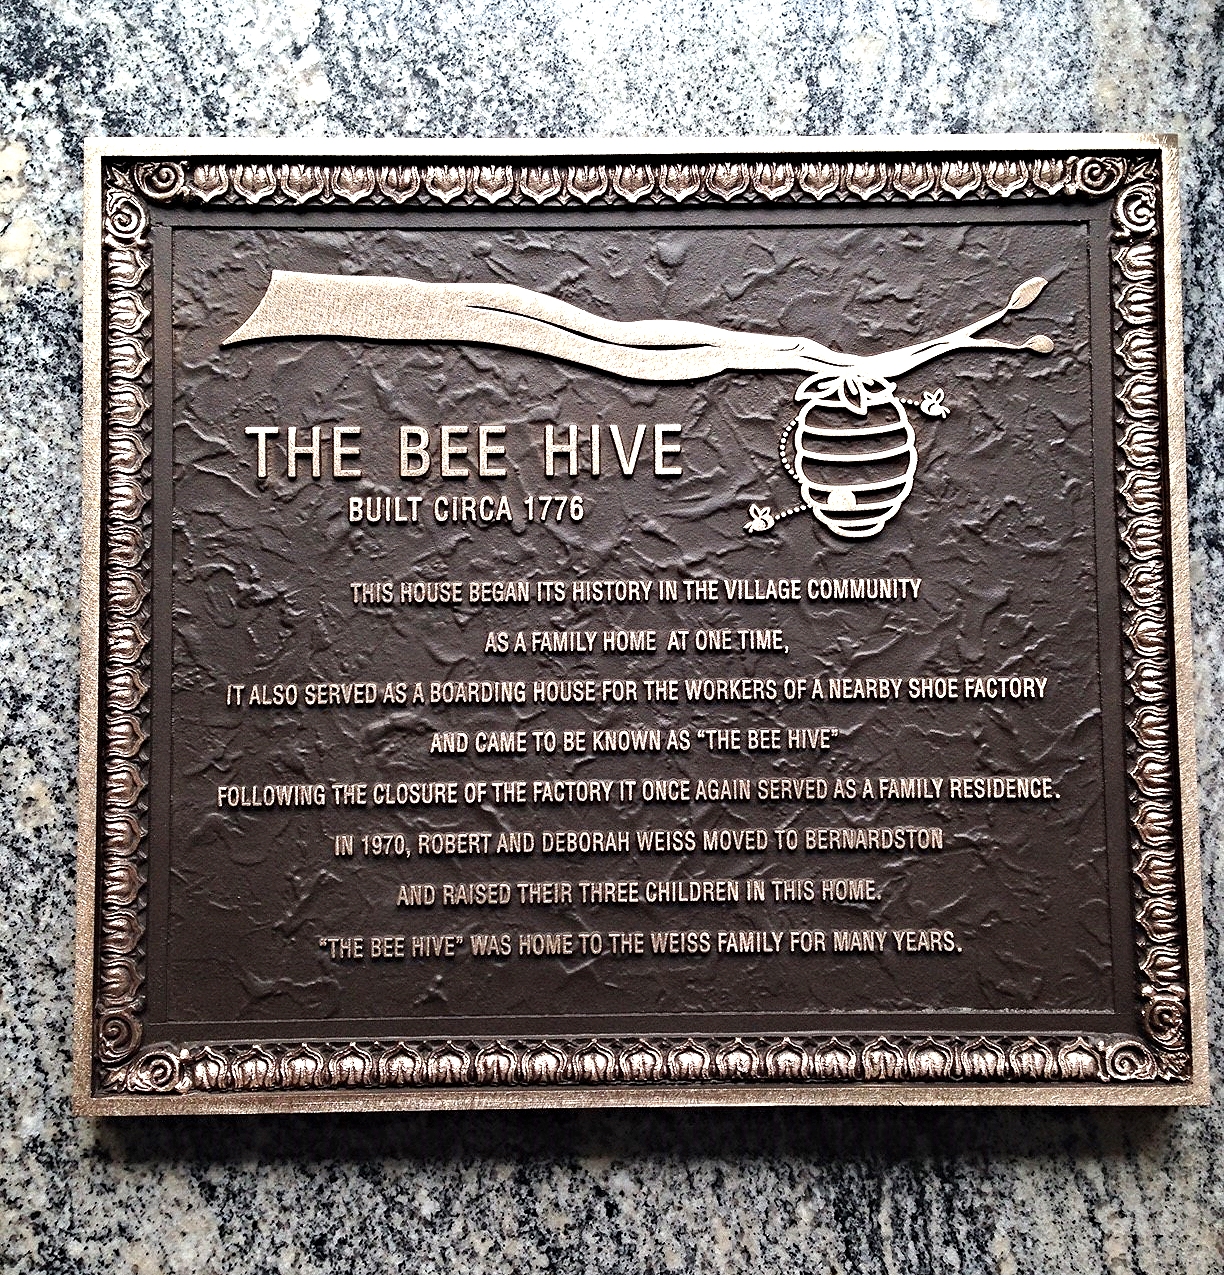 THE BEE HIVE
BUILT CIRCA 1776
THIS HOUSE BEGAN ITS HISTORY IN THE VILLAGE COMMUNITY
AS A FAMILY HOME AT ONE TIME,
IT ALSO SERVED AS A BOARDING HOUSE FOR THE WORKERS OF A NEARBY SHOE FACTORY
AND CAME TO BE KNOWN AS “THE BEE HIVE”
FOLLOWING THE CLOSURE OF THE FACTORY IT ONCE AGAIN SERVED AS A FAMILY RESIDENCE.
IN 1970, ROBERT AND DEBORAH WEISS MOVED TO BERNARDSTON
AND RAISED THEIR THREE CHILDREN IN THIS HOME.
“THE BEE HIVE” WAS HOME TO THE WEISS FAMILY FOR MANY YEARS.